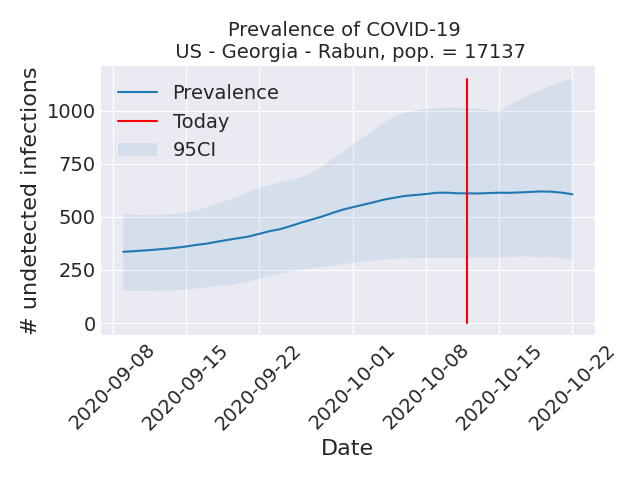 Prevalence of COVID-19
US - Georgia - Rabun, pop. = 17137
# undetected infections
1000
750
500
250
0
Prevalence
Today
95CI
2020-09-08
2020-09-15
2020-09-22
2020-10-01
2020-10-08
2020-10-15
2020-10-22
Date